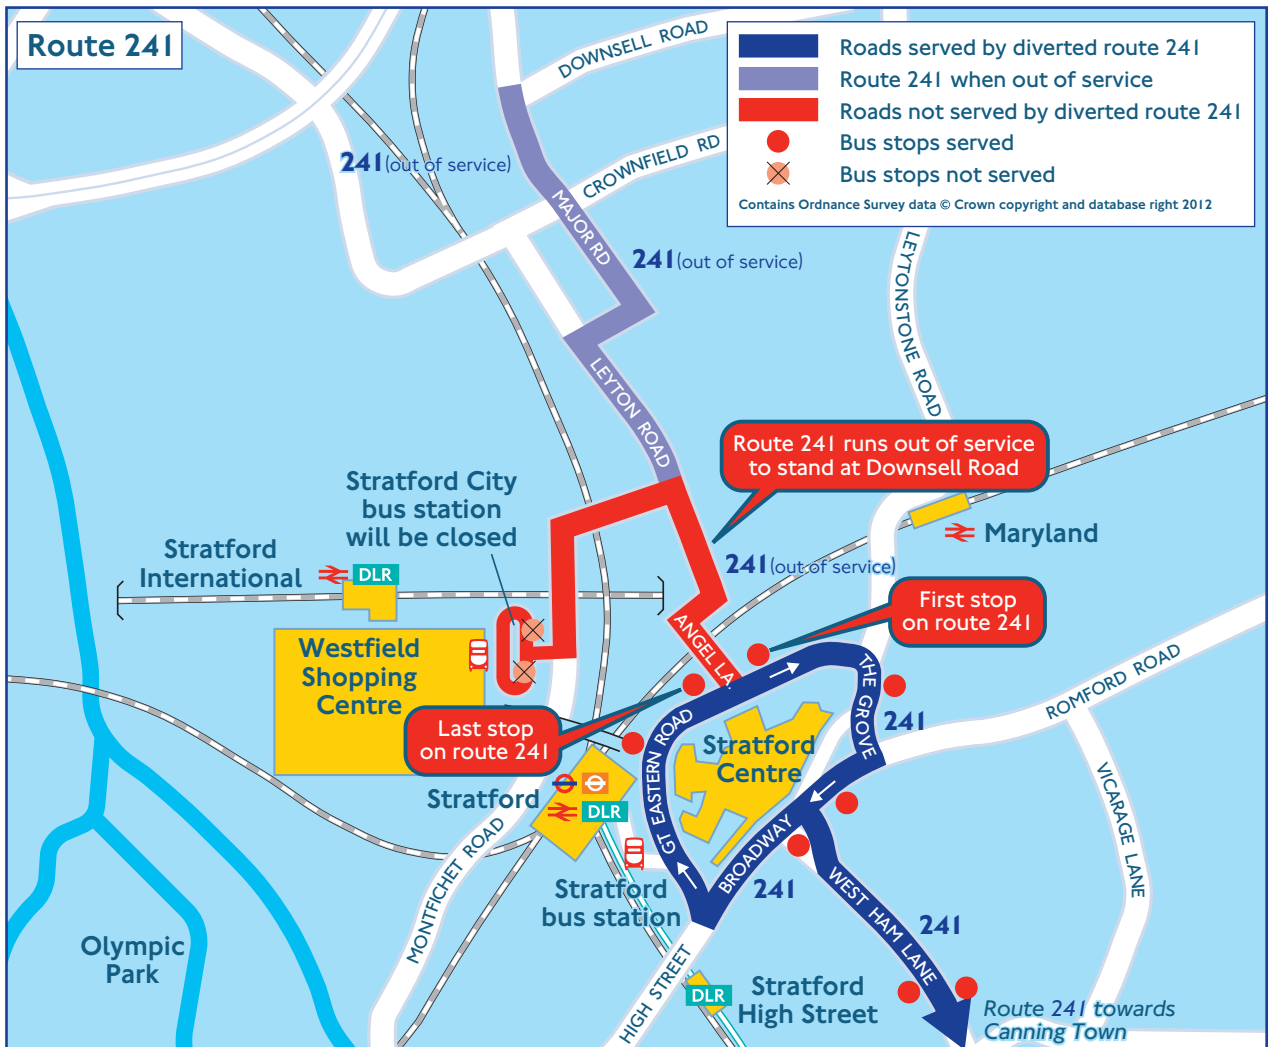 Route 241
Roads served by diverted route 241
Route 241 when out of service
Roads not served by diverted route 241
Bus stops served
Bus stops not served
Contains Ordnance Survey data © Crown copyright and database right 2012
DOWNSELL ROAD
CROWNFIELD RD
241 (out of service)
MAJOR RD
241 (out of service)
LEYTONSTONE ROAD
LEYTON ROAD
Route 241 runs out of service
to stand at Downsell Road
Stratford City
bus station
will be closed
Maryland
Stratford
International
DLR
241 (out of service)
First stop
on route 241
ANGEL LA.
Westfield
Shopping
Centre
THE GROVE
ROMFORD ROAD
Last stop
on route 241
241
Stratford
Centre
GT EASTERN ROAD
Stratford
DLR
VICARAGE LANE
BROADWAY
MONTFICHET ROAD
241
WEST HAM LANE
Stratford
bus station
241
Olympic
Park
HIGH STREET
DLR
Stratford
High Street
Route 241 towards
Canning Town